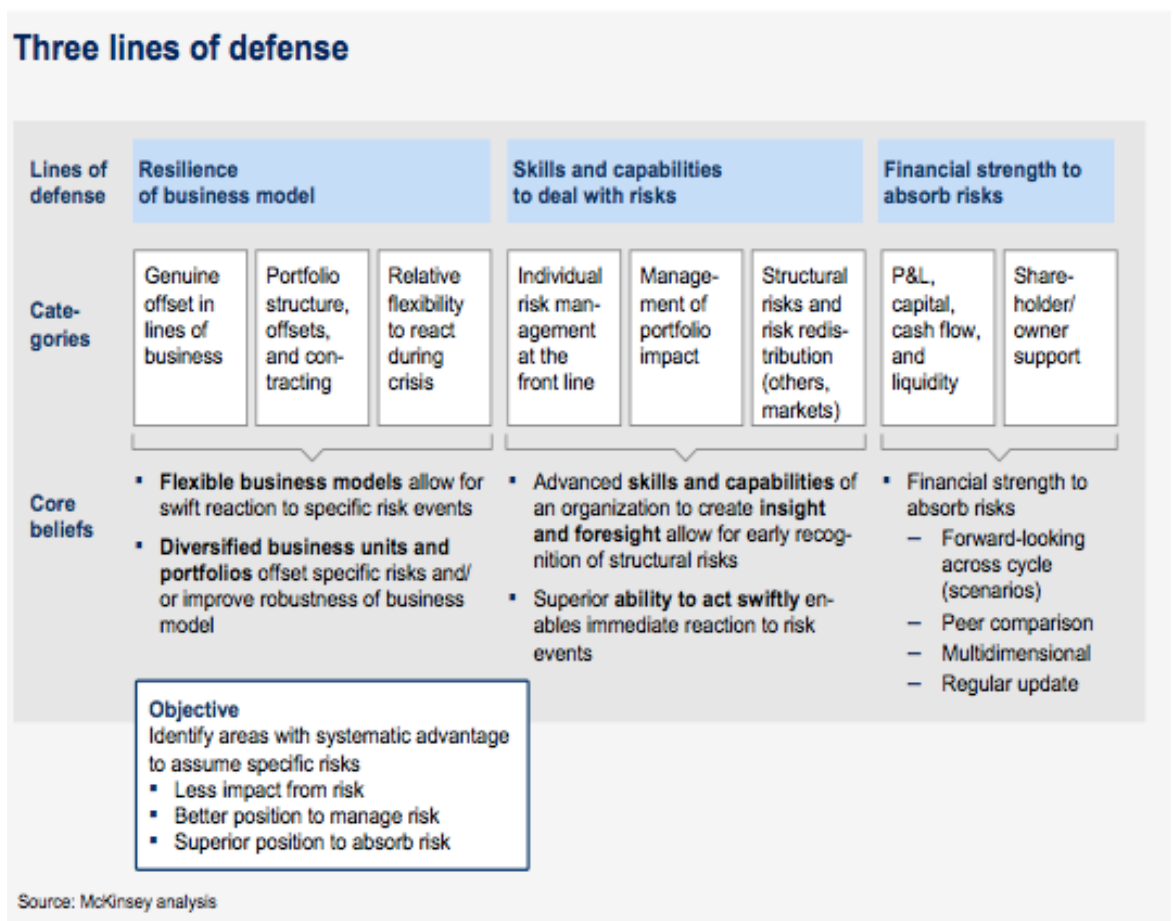 Three lines of defense
Lines of
defense
Resilience
of business model
Skills and capabilities
to deal with risks
Financial strength to
absorb risks
Cate-
gories
Genuine
offset in
lines of
business
Portfolio
structure,
offsets,
and con-
tracting
Relative
flexibility
to react
during
crisis
Individual
risk man-
agement
at the
front line
Manage-
ment of
portfolio
impact
Structural
risks and
risk redis-
tribution
(others,
markets)
P&L,
capital,
cash flow,
and
liquidity
Share-
holder/
owner
support
Core
beliefs
▪ Flexible business models allow for
swift reaction to specific risk events
▪ Diversified business units and
portfolios offset specific risks and/
or improve robustness of business
model
▪ Advanced skills and capabilities of
an organization to create insight
and foresight allow for early recog-
nition of structural risks
▪ Superior ability to act swiftly en-
ables immediate reaction to risk
events
▪ Financial strength to
absorb risks
– Forward-looking
across cycle
(scenarios)
– Peer comparison
– Multidimensional
– Regular update
Objective
Identify areas with systematic advantage
to assume specific risks
▪ Less impact from risk
▪ Better position to manage risk
▪ Superior position to absorb risk
Source: McKinsey analysis